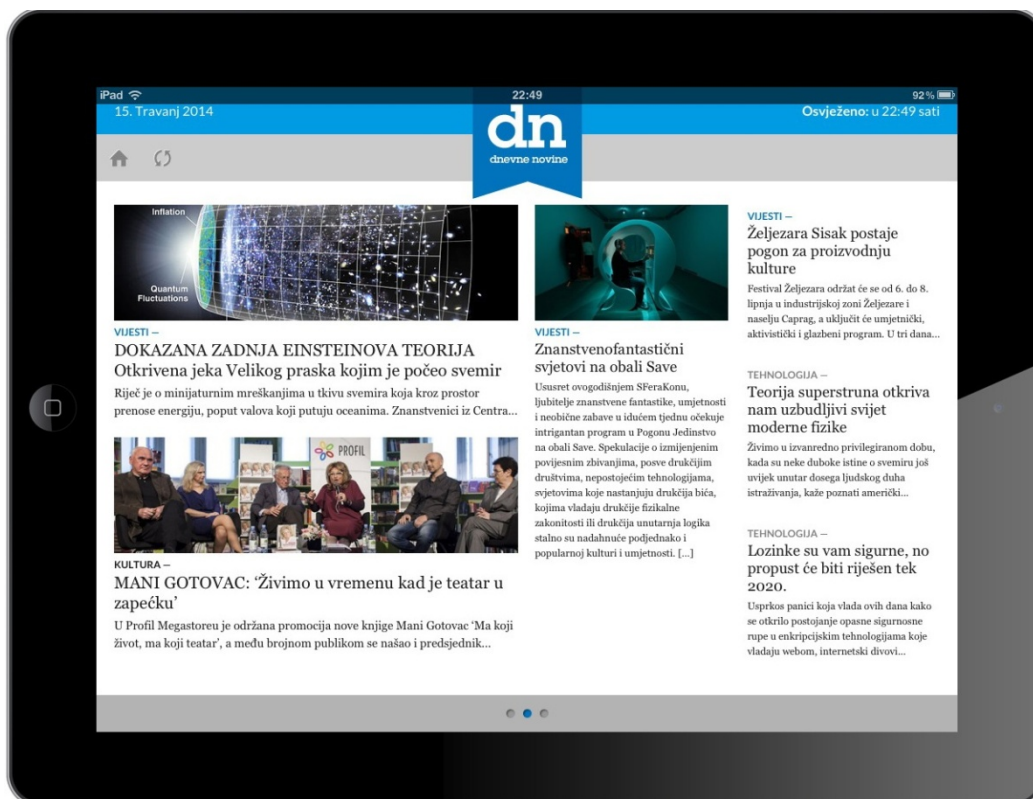 iPad
22:49
92 %
15. Travanj 2014
Osvježeno: u 22:49 sati
dn
dnevne novine
Inflation
Quantum
Fluctuations
VIJESTI –
DOKAZANA ZADNJA EINSTEINOVA TEORIJA
Otkrivena jeka Velikog praska kojim je počeo svemir
Riječ je o minijaturnim mreškanjima u tkivu svemira koja kroz prostor
prenose energiju, poput valova koji putuju oceanima. Znanstvenici iz Centra...
PROFIL
KULTURA –
MANI GOTOVAC: ‘Živimo u vremenu kad je teatar u
zapećku’
U Profil Megastoreu je održana promocija nove knjige Mani Gotovac ‘Ma koji
život, ma koji teatar’, a među brojnom publikom se našao i predsjednik...
VIJESTI –
Znanstvenofantastični
svjetovi na obali Save
Ususret ovogodišnjem SFeraKonu,
ljubitelje znanstvene fantastike, umjetnosti
i neobične zabave u idućem tjednu očekuje
intrigantan program u Pogonu Jedinstvo
na obali Save. Spekulacije o izmijenjenim
povijesnim zbivanjima, posve drukčijim
društvima, nepostojećim tehnologijama,
svjetovima koje nastanjuju drukčija bića,
kojima vladaju drukčije fizikalne
zakonitosti ili drukčija unutarnja logika
stalno su nadahnuće podjednako i
popularnoj kulturi i umjetnosti. [...]
VIJESTI –
Željezara Sisak postaje
pogon za proizvodnju
kulture
Festival Željezara održat će se od 6. do 8.
lipnja u industrijskoj zoni Željezare i
naselju Caprag, a uključit će umjetnički,
aktivistički i glazbeni program. U tri dana...
TEHNOLOGIJA –
Teorija superstruna otkriva
nam uzbudljivi svijet
moderne fizike
Živimo u izvanredno privilegiranom dobu,
kada su neke duboke istine o svemiru još
uvijek unutar dosega ljudskog duha
istraživanja, kaže poznati američki...
TEHNOLOGIJA –
Lozinke su vam sigurne, no
propust će biti riješen tek
2020.
Usprkos panici koja vlada ovih dana kako
se otkrilo postojanje opasne sigurnosne
rupe u enkripcijskim tehnologijama koje
vladaju webom, internetski divovi...